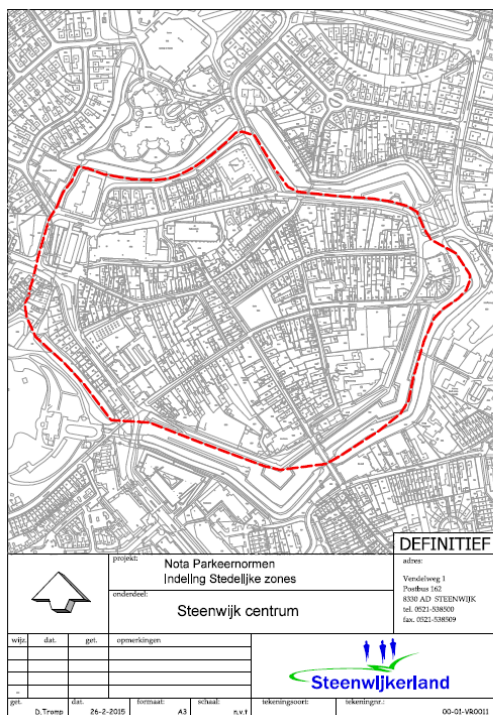 DEFINITIEF
projekt:
Nota Parkeernormen
Indeling Stedelijke zones
onderdeel:
Steenwijk centrum
adres:
Vendelweg 1
Postbus 162
8330 AD STEENWIJK
tel. 0521-538500
fax. 0521-538509
wijz. dat. get. opmerkingen
-
Steenwijkerland
get. dat. formaat: schaal: tekeningsoort: tekeningnr.:
D.Tromp 26-2-2015 A3 n.v.t 00-01-VR0011